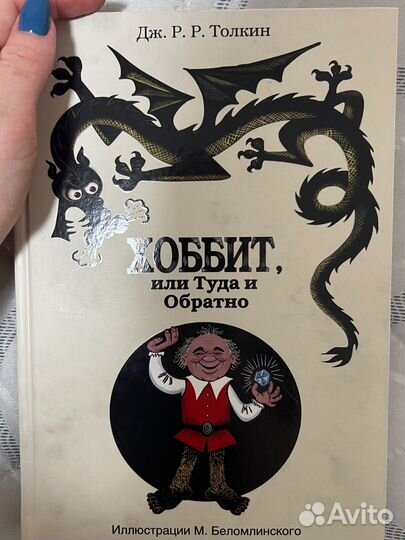 Дж. Р. Р. Толкин
ХОББИТ,
или Туда и
Обратно
Иллюстрации М. Беломлинского
Avito